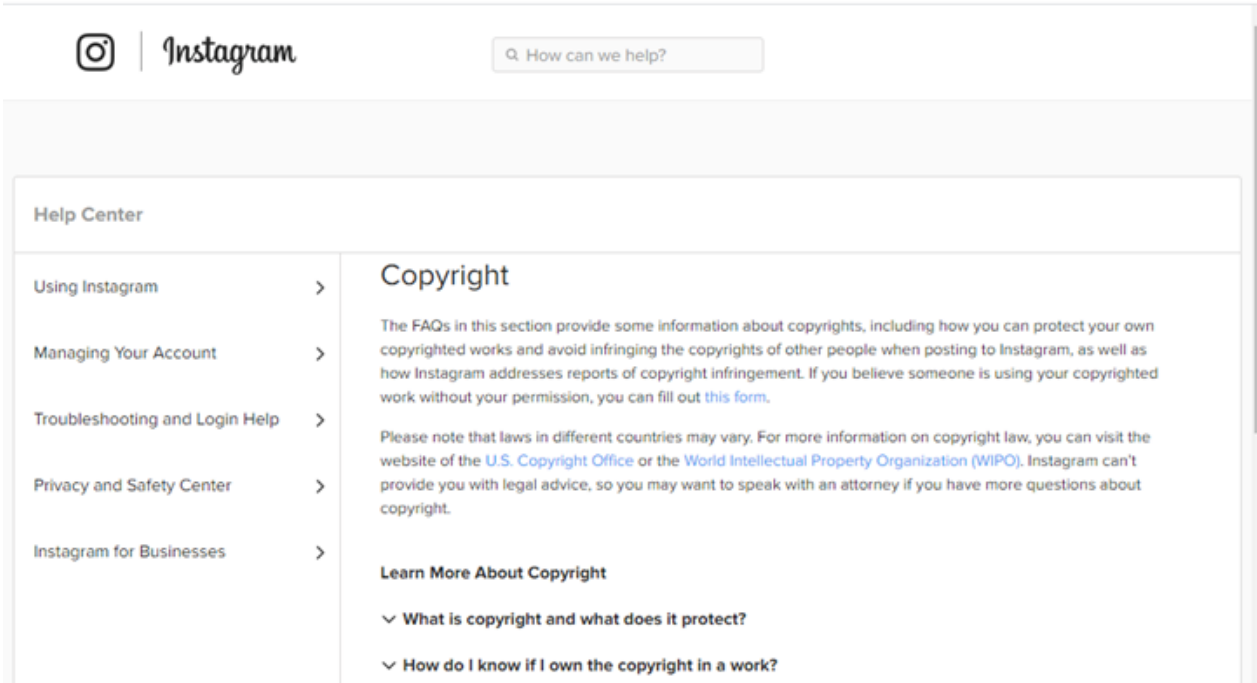 Instagram
How can we help?
Help Center
Using Instagram
Managing Your Account
Troubleshooting and Login Help
Privacy and Safety Center
Instagram for Businesses
Copyright
The FAQs in this section provide some information about copyrights, including how you can protect your own
copyrighted works and avoid infringing the copyrights of other people when posting to Instagram, as well as
how Instagram addresses reports of copyright infringement. If you believe someone is using your copyrighted
work without your permission, you can fill out this form.
Please note that laws in different countries may vary. For more information on copyright law, you can visit the
website of the U.S. Copyright Office or the World Intellectual Property Organization (WIPO). Instagram can't
provide you with legal advice, so you may want to speak with an attorney if you have more questions about
copyright.
Learn More About Copyright
What is copyright and what does it protect?
How do I know if I own the copyright in a work?